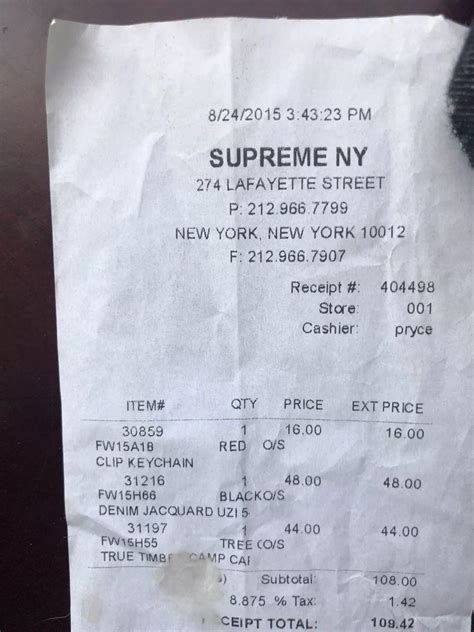 8/24/2015 3:43:23 PM
SUPREME NY
274 LAFAYETTE STREET
P: 212.966.7799
NEW YORK, NEW YORK 10012
F: 212.966.7907
Receipt #: 404498
Store: 001
Cashier: pryce
ITEM# QTY PRICE EXT PRICE
30859 1 16.00 16.00
FW15A18 RED O/S
CLIP KEYCHAIN
31216 1 48.00 48.00
FW15H66 BLACKO/S
DENIM JACQUARD UZI 5
31197 1 44.00 44.00
FW15H55 TREE (O/S
TRUE CAMP CAI
) Subtotal: 108.00
8.875 % Tax: 1.42
CEIPT TOTAL: 109.42